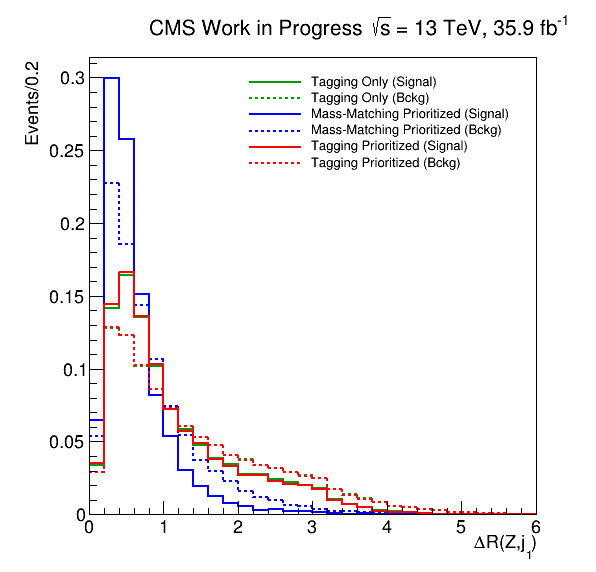 CMS Work in Progress √s = 13 TeV, 35.9 fb⁻¹
Events/0.2
0.3
0.25
0.2
0.15
0.1
0.05
0
Tagging Only (Signal)
Tagging Only (Bckg)
Mass-Matching Prioritized (Signal)
Mass-Matching Prioritized (Bckg)
Tagging Prioritized (Signal)
Tagging Prioritized (Bckg)
0 1 2 3 4 5 6
ΔR(Z,j₁)